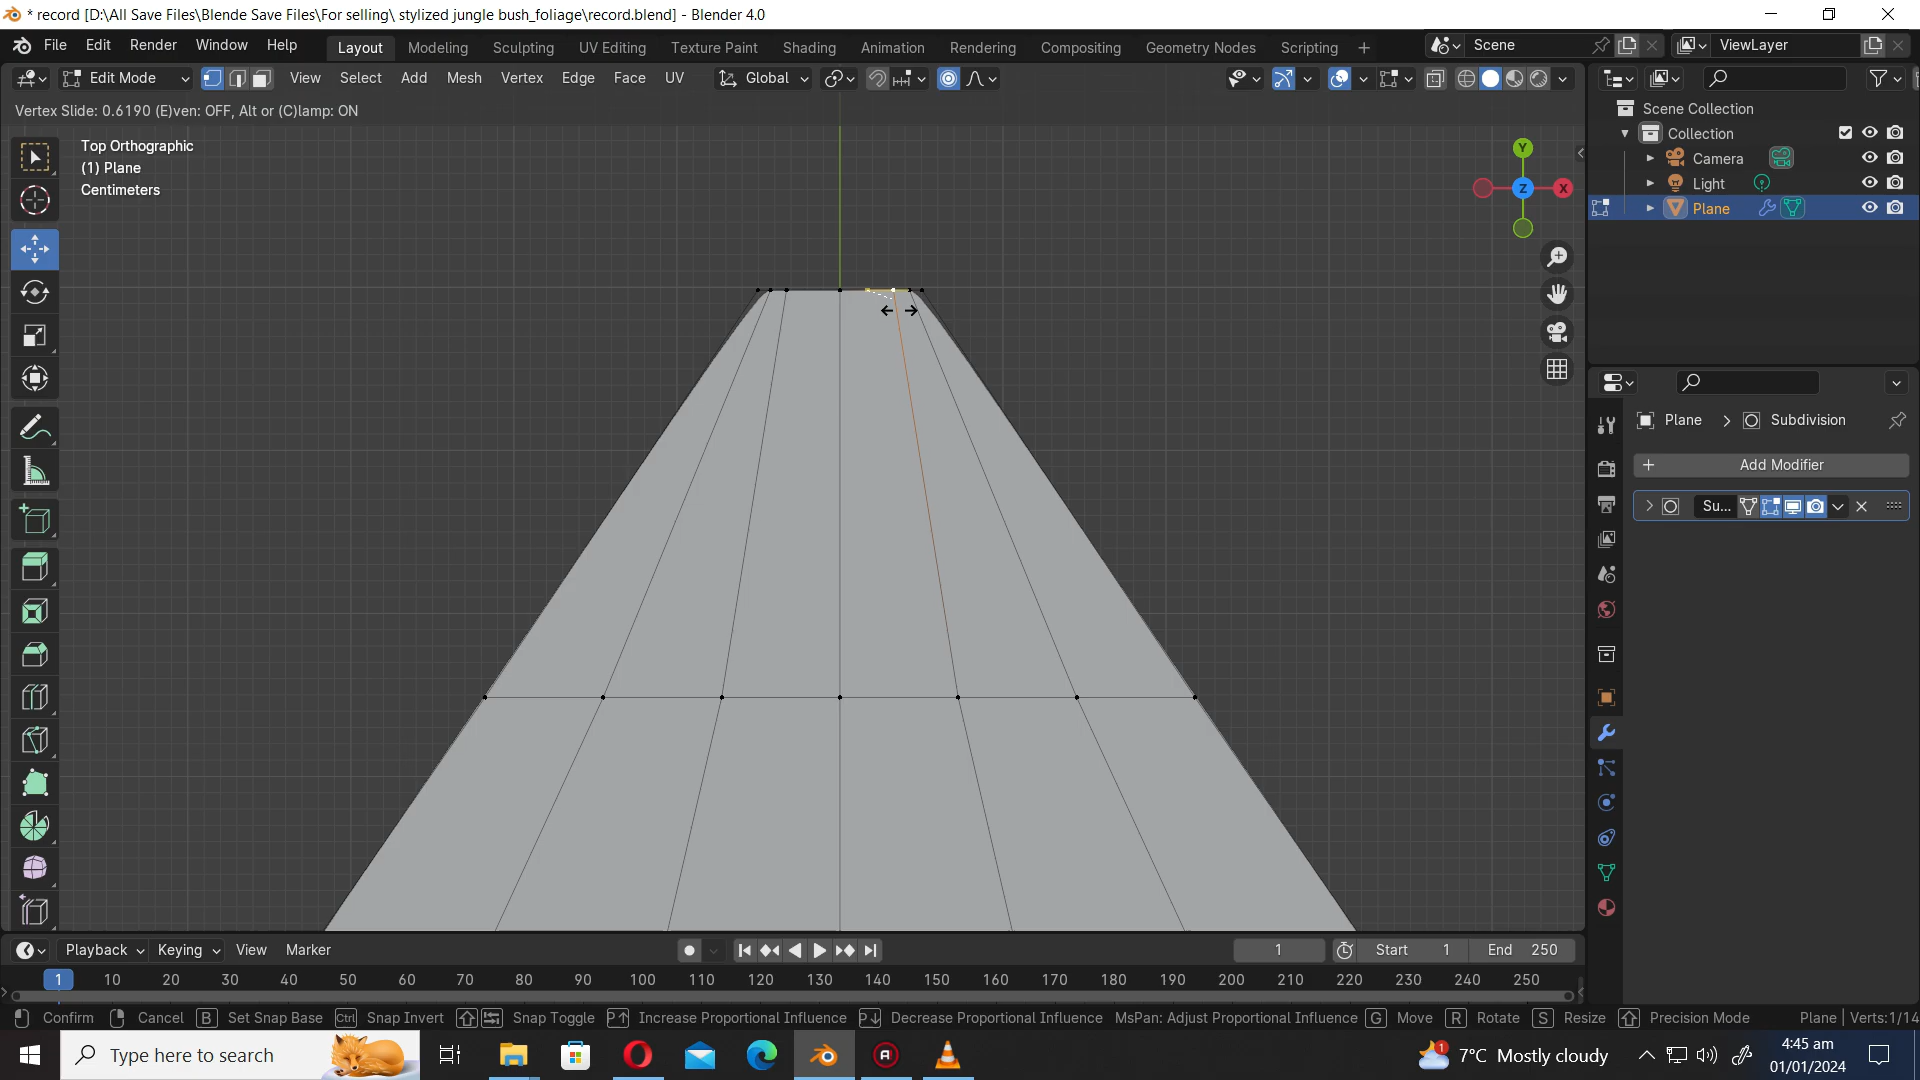 * record [D:\All Save Files\Blende Save Files\For selling\ stylized jungle bush_foliage\record.blend] - Blender 4.0
File Edit Render Window Help Layout Modeling Sculpting UV Editing Texture Paint Shading Animation Rendering Compositing Geometry Nodes Scripting + Scene ViewLayer
Edit Mode View Select Add Mesh Vertex Edge Face UV Global
Vertex Slide: 0.6190 (E)ven: OFF, Alt or (C)lamp: ON
Top Orthographic
(1) Plane
Centimeters
Y
Z
X
Scene Collection
Collection
Camera
Light
Plane
Plane > Subdivision
+ Add Modifier
Su...
Playback Keying View Marker 1 Start 1 End 250
1 10 20 30 40 50 60 70 80 90 100 110 120 130 140 150 160 170 180 190 200 210 220 230 240 250
Confirm Cancel B Set Snap Base Ctrl Snap Invert Snap Toggle P↑ Increase Proportional Influence P↓ Decrease Proportional Influence MsPan: Adjust Proportional Influence G Move R Rotate S Resize Precision Mode Plane | Verts:1/14
Type here to search
1
7°C Mostly cloudy
4:45 am
01/01/2024